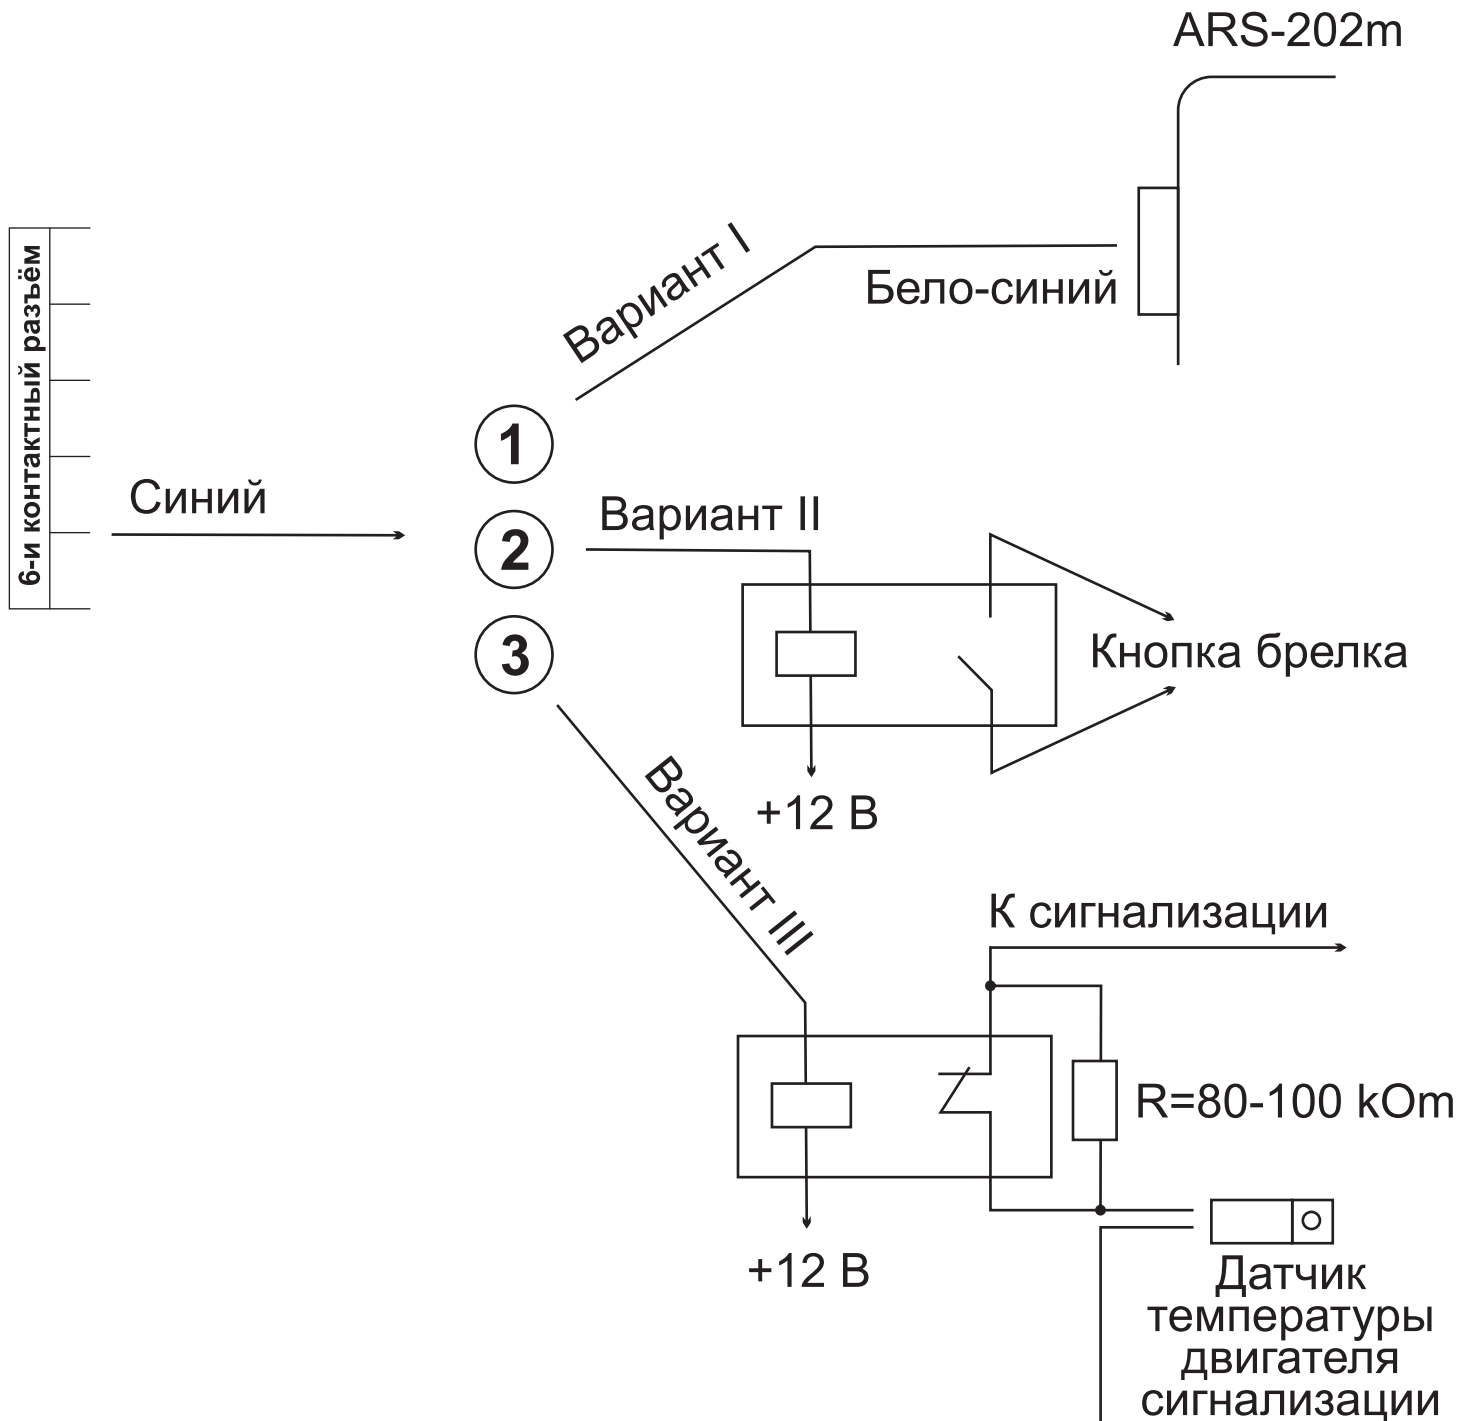 ARS-202m
6-и контактный разъём
Вариант I
Бело-синий
1
Синий
Вариант II
2
3
Кнопка брелка
+12 В
Вариант III
К сигнализации
R=80-100 kOm
+12 В
Датчик
температуры
двигателя
сигнализации